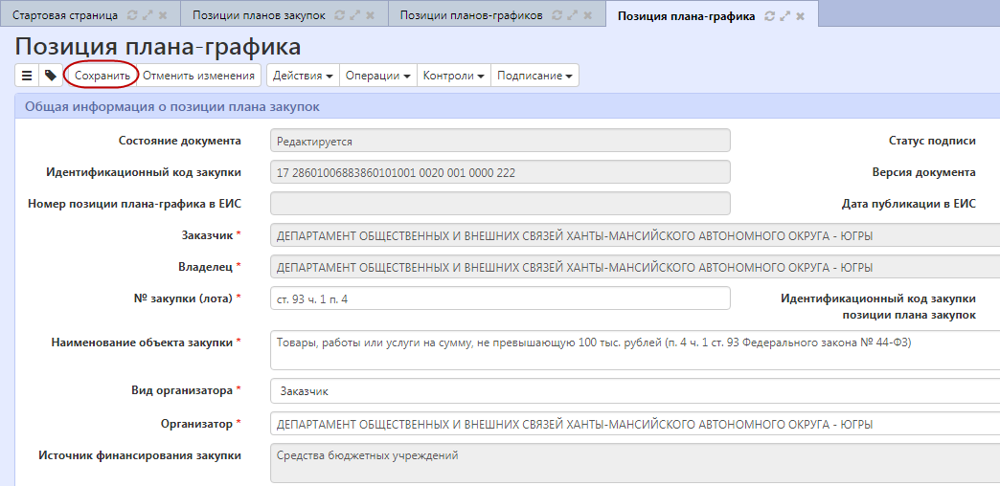 Стартовая страница Позиции планов закупок Позиции планов-графиков Позиция плана-графика
Позиция плана-графика
Сохранить Отменить изменения Действия Операции Контроли Подписание
Общая информация о позиции плана закупок
Состояние документа Редактируется Статус подписи
Идентификационный код закупки 17 28601006883860101001 0020 001 0000 222 Версия документа
Номер позиции плана-графика в ЕИС Дата публикации в ЕИС
Заказчик * ДЕПАРТАМЕНТ ОБЩЕСТВЕННЫХ И ВНЕШНИХ СВЯЗЕЙ ХАНТЫ-МАНСИЙСКОГО АВТОНОМНОГО ОКРУГА - ЮГРЫ
Владелец * ДЕПАРТАМЕНТ ОБЩЕСТВЕННЫХ И ВНЕШНИХ СВЯЗЕЙ ХАНТЫ-МАНСИЙСКОГО АВТОНОМНОГО ОКРУГА - ЮГРЫ
№ закупки (лота) * ст. 93 ч. 1 п. 4 Идентификационный код закупки
позиции плана закупок
Наименование объекта закупки * Товары, работы или услуги на сумму, не превышающую 100 тыс. рублей (п. 4 ч. 1 ст. 93 Федерального закона № 44-ФЗ)
Вид организатора * Заказчик
Организатор * ДЕПАРТАМЕНТ ОБЩЕСТВЕННЫХ И ВНЕШНИХ СВЯЗЕЙ ХАНТЫ-МАНСИЙСКОГО АВТОНОМНОГО ОКРУГА - ЮГРЫ
Источник финансирования закупки Средства бюджетных учреждений